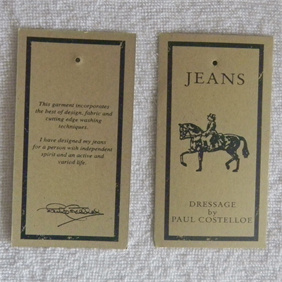 This garment incorporates
the best of design, fabric and
cutting edge washing
techniques.
I have designed my jeans
for a person with independent
spirit and an active and
varied life.
JEANS
DRESSAGE
by
PAUL COSTELLOE